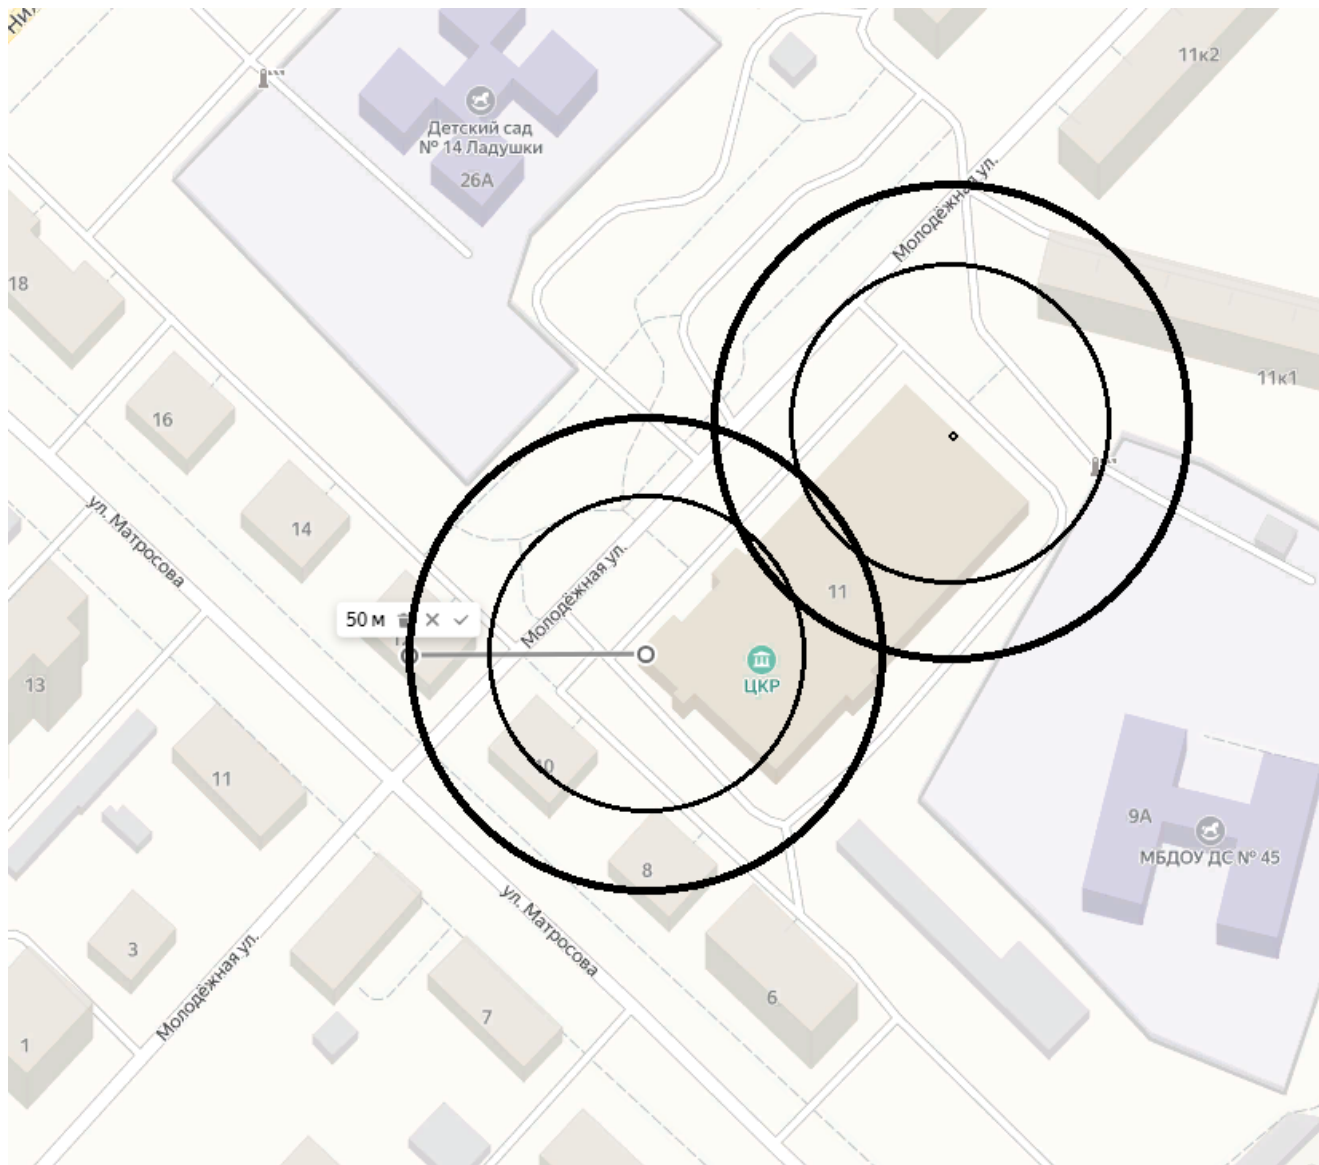 11к2
Детский сад
№ 14 Ладушки
26А
Молодёжная ул.
18
11к1
16
ул. Матросова
14
Молодёжная ул.
11
50 м
ЦКР
13
10
11
9А
МБДОУ ДС № 45
8
ул. Матросова
3
Молодёжная ул.
6
7
1